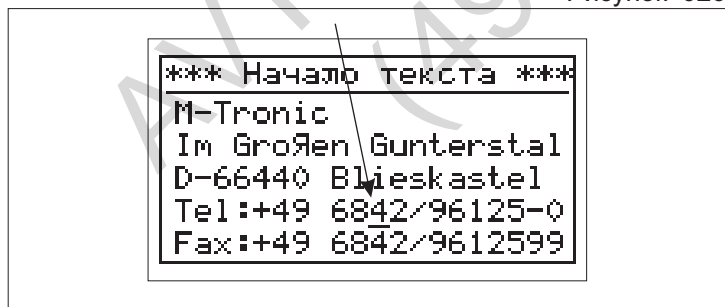 *** Начало текста ***
M-Tronic
Im GroЯen Gunterstal
D-66440 Blieskastel
Tel:+49 6842/96125-0
Fax:+49 6842/9612599